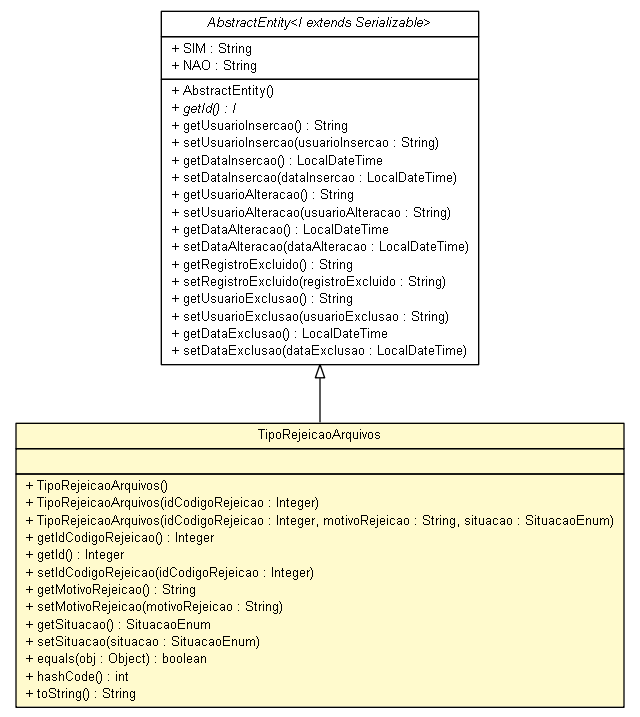 AbstractEntity<I extends Serializable>
+ SIM : String
+ NAO : String
+ AbstractEntity()
+ getId() : I
+ getUsuarioInsercao() : String
+ setUsuarioInsercao(usuarioInsercao : String)
+ getDataInsercao() : LocalDateTime
+ setDataInsercao(dataInsercao : LocalDateTime)
+ getUsuarioAlteracao() : String
+ setUsuarioAlteracao(usuarioAlteracao : String)
+ getDataAlteracao() : LocalDateTime
+ setDataAlteracao(dataAlteracao : LocalDateTime)
+ getRegistroExcluido() : String
+ setRegistroExcluido(registroExcluido : String)
+ getUsuarioExclusao() : String
+ setUsuarioExclusao(usuarioExclusao : String)
+ getDataExclusao() : LocalDateTime
+ setDataExclusao(dataExclusao : LocalDateTime)
TipoRejeicaoArquivos
+ TipoRejeicaoArquivos()
+ TipoRejeicaoArquivos(idCodigoRejeicao : Integer)
+ TipoRejeicaoArquivos(idCodigoRejeicao : Integer, motivoRejeicao : String, situacao : SituacaoEnum)
+ getIdCodigoRejeicao() : Integer
+ getId() : Integer
+ setIdCodigoRejeicao(idCodigoRejeicao : Integer)
+ getMotivoRejeicao() : String
+ setMotivoRejeicao(motivoRejeicao : String)
+ getSituacao() : SituacaoEnum
+ setSituacao(situacao : SituacaoEnum)
+ equals(obj : Object) : boolean
+ hashCode() : int
+ toString() : String